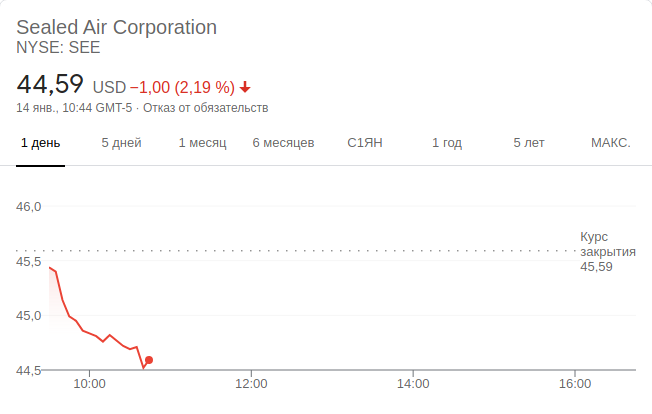 Sealed Air Corporation
NYSE: SEE
44,59 USD −1,00 (2,19 %)
14 янв., 10:44 GMT-5 · Отказ от обязательств
1 день 5 дней 1 месяц 6 месяцев С1ЯН 1 год 5 лет МАКС.
46,0
Курс
закрытия
45,59
45,5
45,0
44,5
10:00 12:00 14:00 16:00